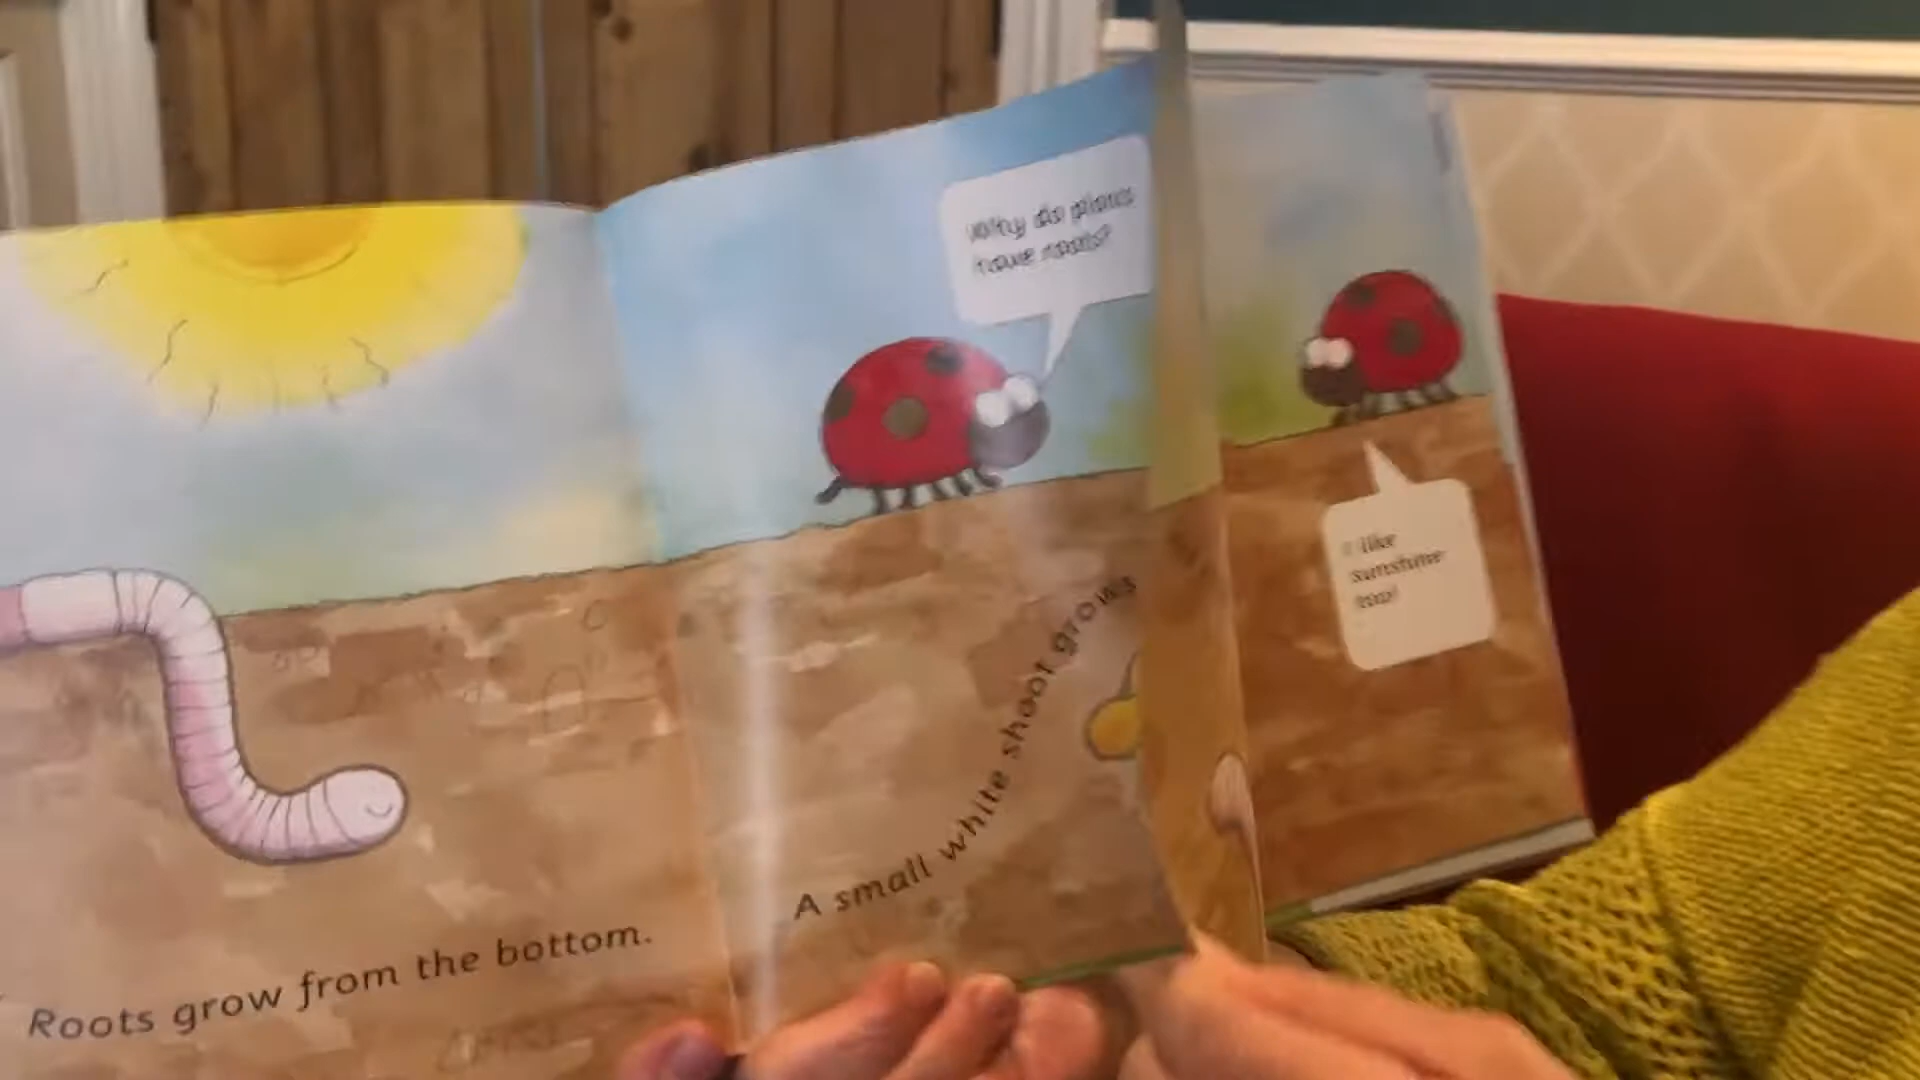 Why do plants
have roots?
I like
sunshine
too!
A small white shoot grows
Roots grow from the bottom.